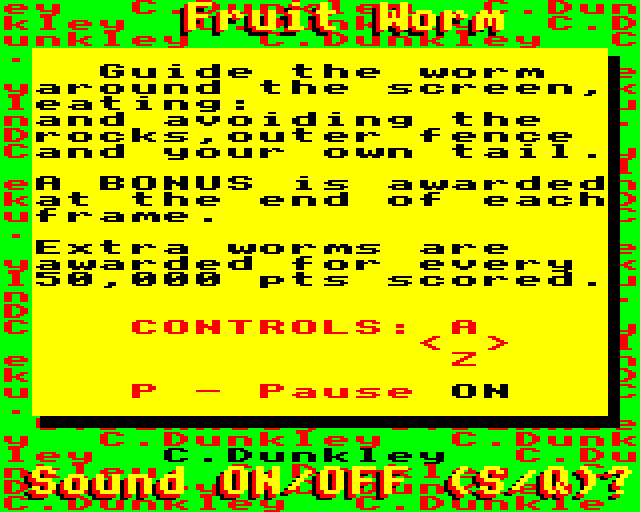 Fruit Worm
Guide the worm
around the screen,
eating:
and avoiding the
rocks,outer fence
and your own tail.
A BONUS is awarded
at the end of each
frame.
Extra worms are
awarded for every
50,000 pts scored.
CONTROLS: A
< >
Z
P - Pause ON
C.Dunkley
C.Dunkley
Sound ON/OFF (S/Q)?
C.Dunkley